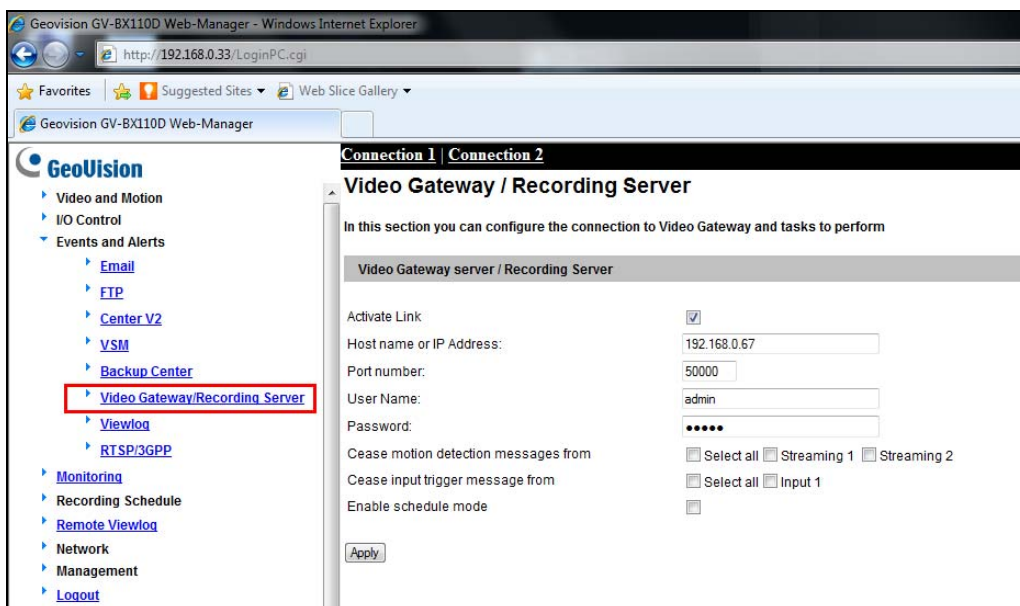 Geovision GV-BX110D Web-Manager - Windows Internet Explorer
http://192.168.0.33/LoginPC.cgi
Favorites Suggested Sites Web Slice Gallery
Geovision GV-BX110D Web-Manager
GeoVision
Video and Motion
I/O Control
Events and Alerts
Email
FTP
Center V2
VSM
Backup Center
Video Gateway/Recording Server
Viewlog
RTSP/3GPP
Monitoring
Recording Schedule
Remote Viewlog
Network
Management
Logout
Connection 1 | Connection 2
Video Gateway / Recording Server
In this section you can configure the connection to Video Gateway and tasks to perform
Video Gateway server / Recording Server
Activate Link
Host name or IP Address: 192.168.0.67
Port number: 50000
User Name: admin
Password: •••••
Cease motion detection messages from Select all Streaming 1 Streaming 2
Cease input trigger message from Select all Input 1
Enable schedule mode
Apply